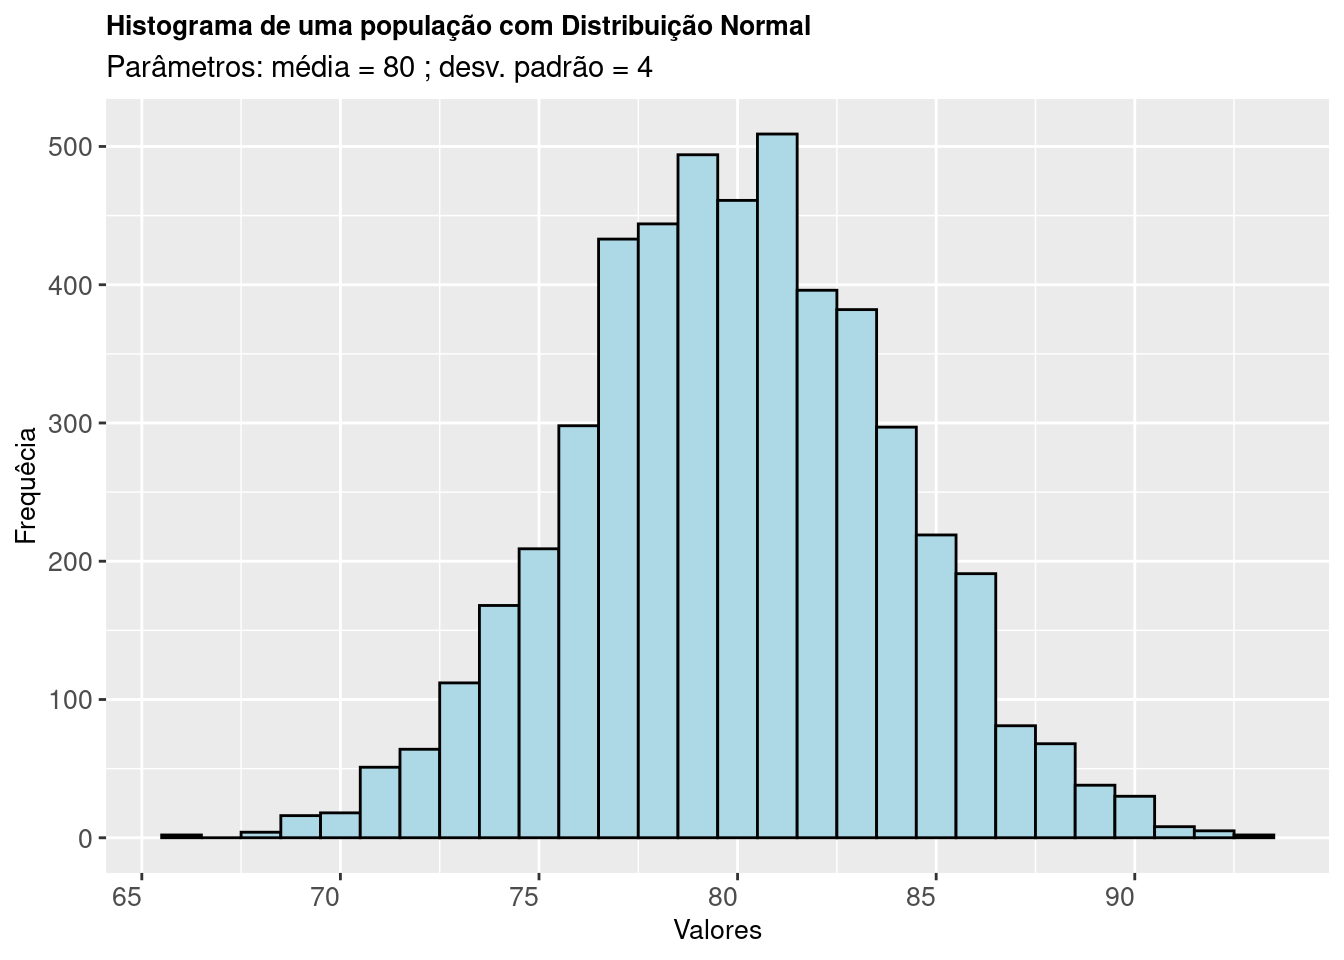 Histograma de uma população com Distribuição Normal
Parâmetros: média = 80 ; desv. padrão = 4
500
400
300
200
100
0
Frequêcia
65 70 75 80 85 90
Valores